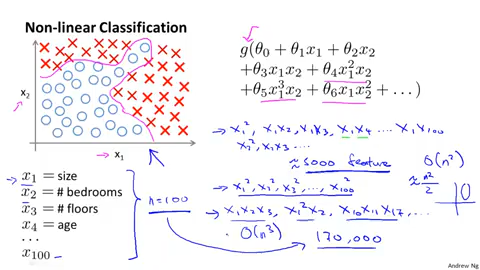 Non-linear Classification
x₂
x₁
g(θ₀ + θ₁x₁ + θ₂x₂
+θ₃x₁x₂ + θ₄x₁²x₂
+θ₅x₁³x₂ + θ₆x₁x₂² + ...)
x₁ = size
x₂ = # bedrooms
x₃ = # floors
x₄ = age
...
x₁₀₀
n=100
→ x₁², x₁x₂, x₁x₃, x₁x₄ ... x₁x₁₀₀
x₂², x₂x₃ ...
≈ 5000 feature
O(n²)
≈ n²/2
→ x₁², x₂², x₃², ..., x₁₀₀²
→ x₁x₂x₃, x₁²x₂, x₁₀x₁₁x₁₇, ...
O(n³)
170,000
Andrew Ng